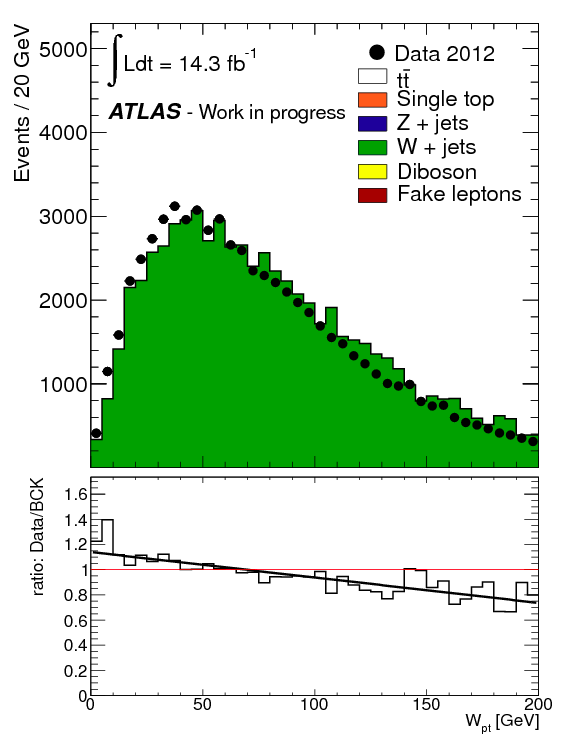 Events / 20 GeV
5000
4000
3000
2000
1000
∫ Ldt = 14.3 fb-1
ATLAS - Work in progress
Data 2012
tt̄
Single top
Z + jets
W + jets
Diboson
Fake leptons
ratio: Data/BCK
1.6
1.4
1.2
1
0.8
0.6
0.4
0.2
0
0 50 100 150 200
Wpt [GeV]